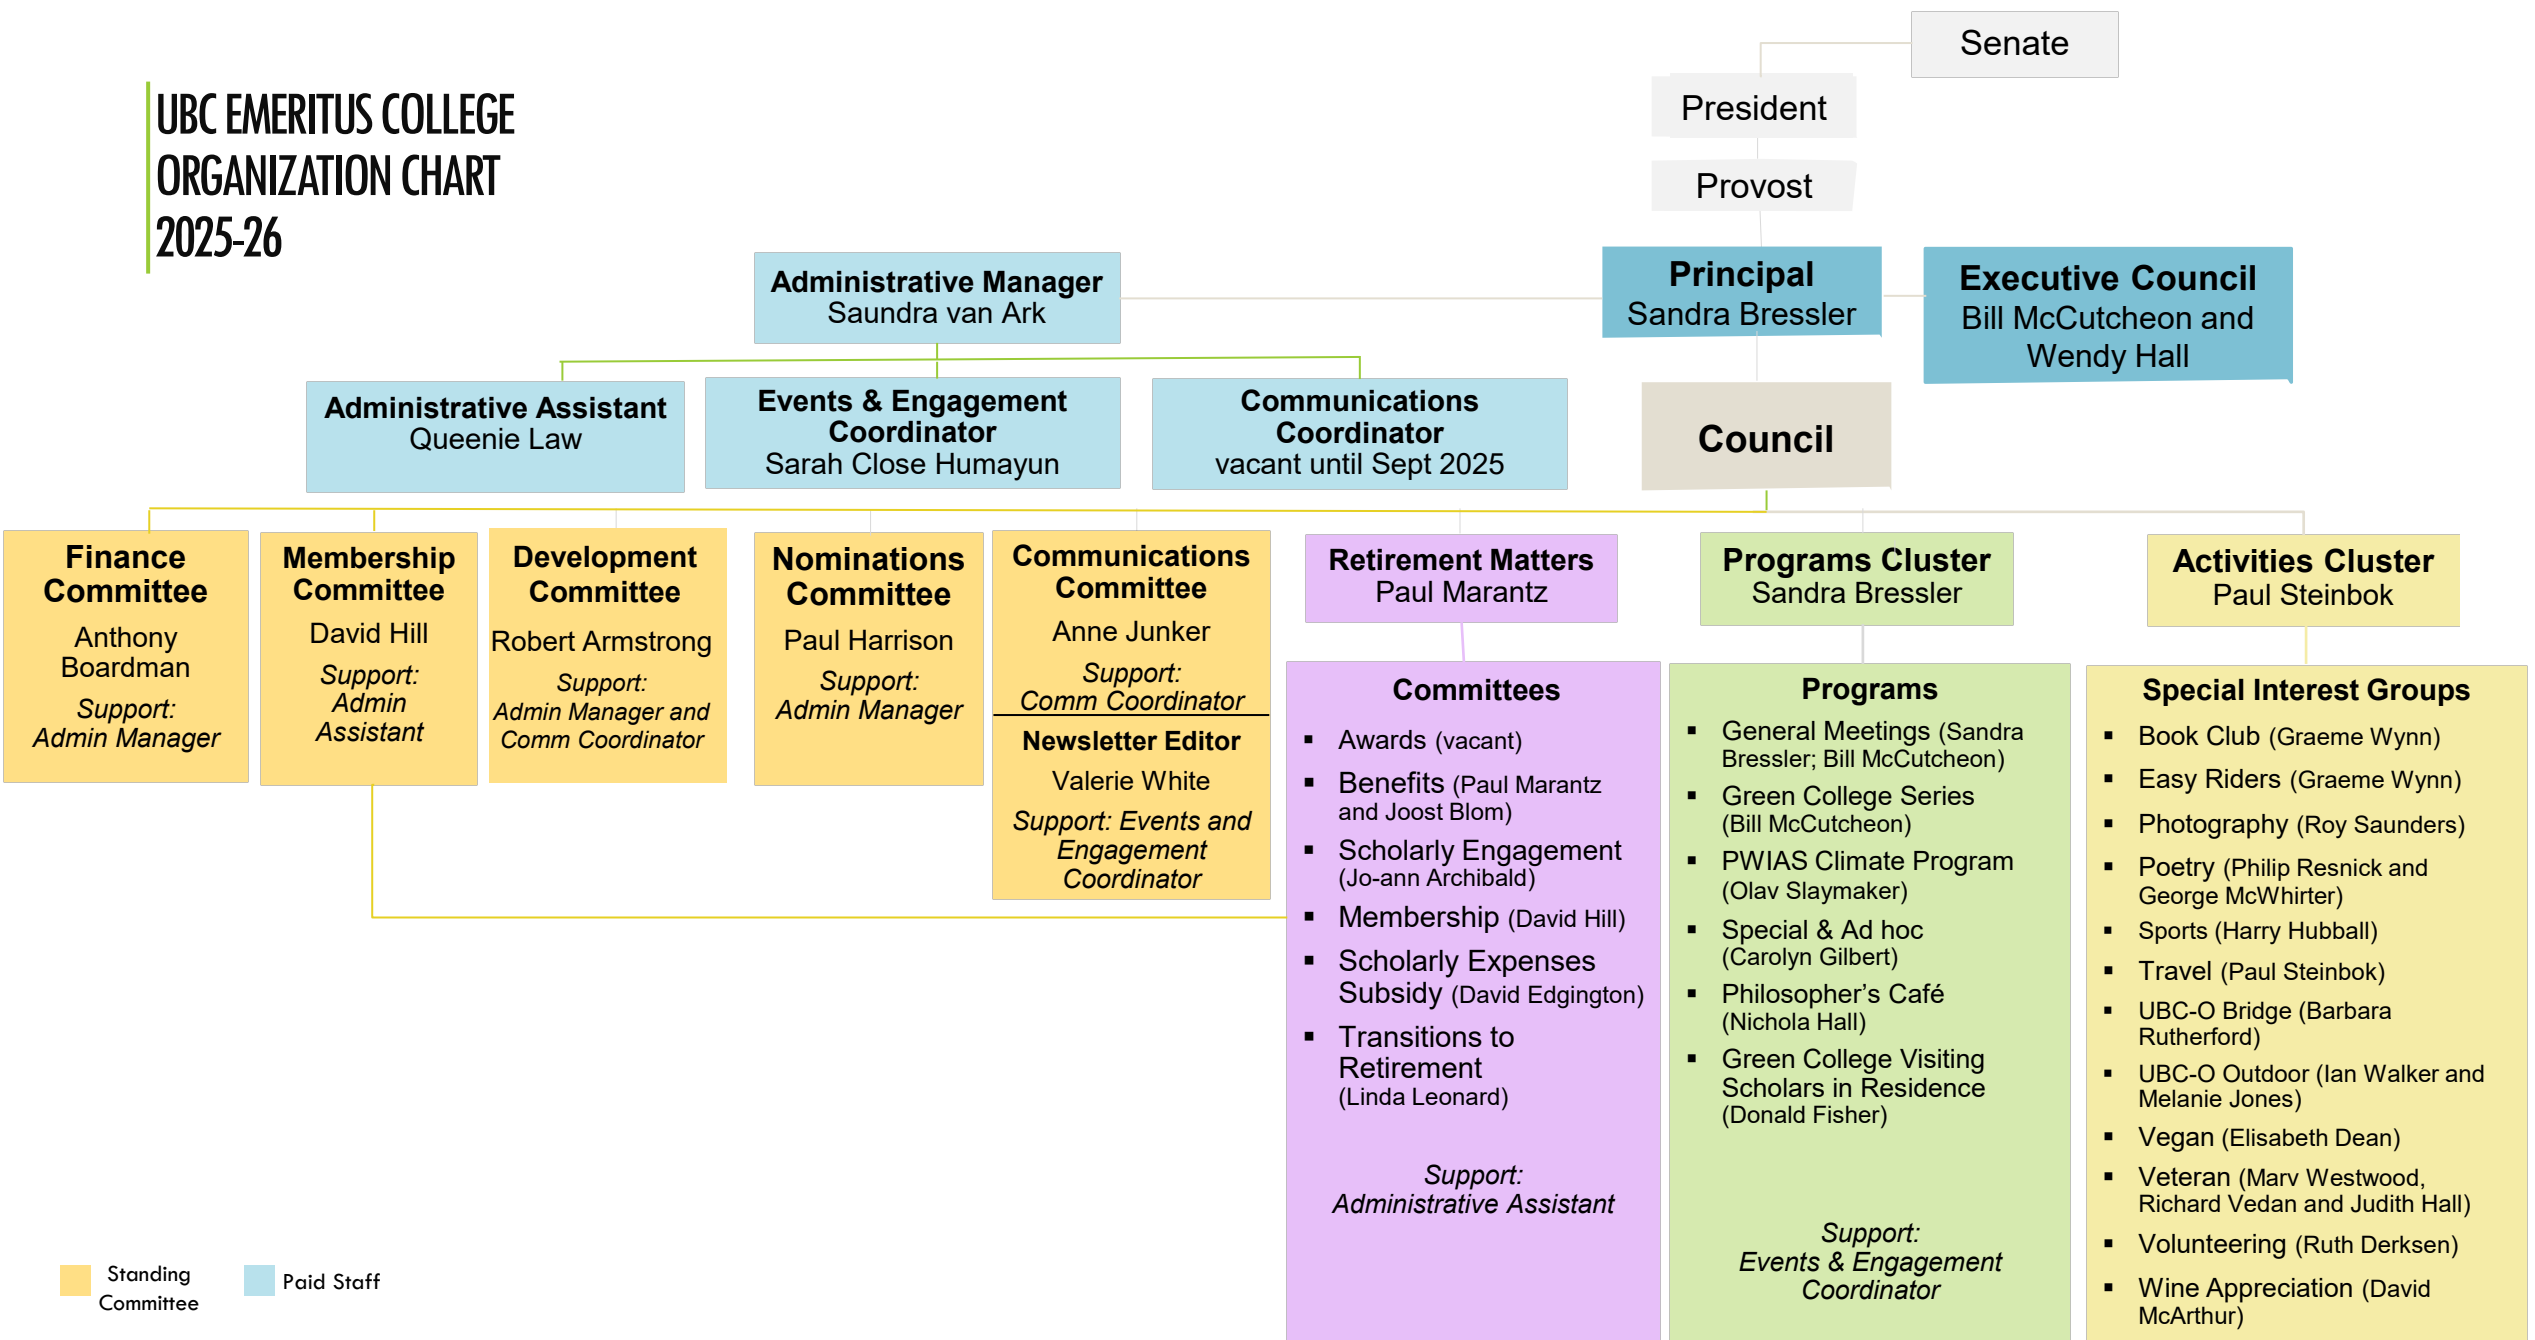 UBC EMERITUS COLLEGE
ORGANIZATION CHART
2025-26
Senate
President
Provost
Principal
Sandra Bressler
Executive Council
Bill McCutcheon and
Wendy Hall
Administrative Manager
Saundra van Ark
Administrative Assistant
Queenie Law
Events & Engagement
Coordinator
Sarah Close Humayun
Communications
Coordinator
vacant until Sept 2025
Council
Finance
Committee
Anthony
Boardman
Support:
Admin Manager
Membership
Committee
David Hill
Support:
Admin
Assistant
Development
Committee
Robert Armstrong
Support:
Admin Manager and
Comm Coordinator
Nominations
Committee
Paul Harrison
Support:
Admin Manager
Communications
Committee
Anne Junker
Support:
Comm Coordinator
Newsletter Editor
Valerie White
Support: Events and
Engagement
Coordinator
Retirement Matters
Paul Marantz
Committees
▪ Awards (vacant)
▪ Benefits (Paul Marantz
and Joost Blom)
▪ Scholarly Engagement
(Jo-ann Archibald)
▪ Membership (David Hill)
▪ Scholarly Expenses
Subsidy (David Edgington)
▪ Transitions to
Retirement
(Linda Leonard)
Support:
Administrative Assistant
Programs Cluster
Sandra Bressler
Programs
▪ General Meetings (Sandra
Bressler; Bill McCutcheon)
▪ Green College Series
(Bill McCutcheon)
▪ PWIAS Climate Program
(Olav Slaymaker)
▪ Special & Ad hoc
(Carolyn Gilbert)
▪ Philosopher’s Café
(Nichola Hall)
▪ Green College Visiting
Scholars in Residence
(Donald Fisher)
Support:
Events & Engagement
Coordinator
Activities Cluster
Paul Steinbok
Special Interest Groups
▪ Book Club (Graeme Wynn)
▪ Easy Riders (Graeme Wynn)
▪ Photography (Roy Saunders)
▪ Poetry (Philip Resnick and
George McWhirter)
▪ Sports (Harry Hubball)
▪ Travel (Paul Steinbok)
▪ UBC-O Bridge (Barbara
Rutherford)
▪ UBC-O Outdoor (Ian Walker and
Melanie Jones)
▪ Vegan (Elisabeth Dean)
▪ Veteran (Marv Westwood,
Richard Vedan and Judith Hall)
▪ Volunteering (Ruth Derksen)
▪ Wine Appreciation (David
McArthur)
Standing
Committee
Paid Staff